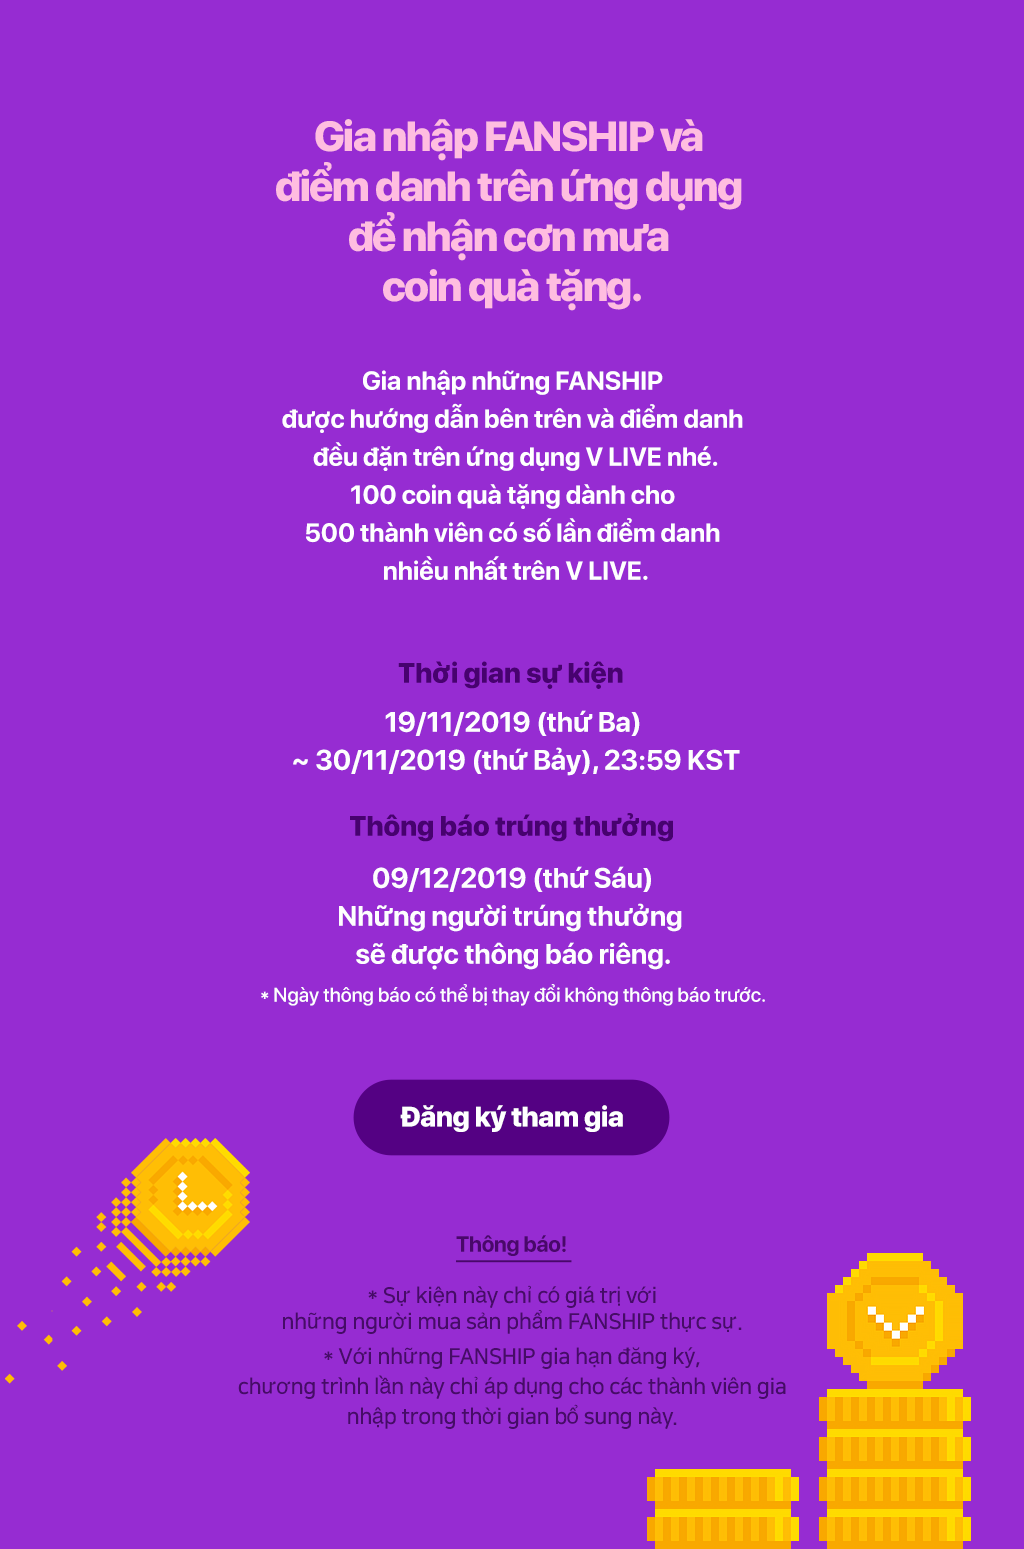 Gia nhập FANSHIP và
điểm danh trên ứng dụng
để nhận cơn mưa
coin quà tặng.
Gia nhập những FANSHIP
được hướng dẫn bên trên và điểm danh
đều đặn trên ứng dụng V LIVE nhé.
100 coin quà tặng dành cho
500 thành viên có số lần điểm danh
nhiều nhất trên V LIVE.
Thời gian sự kiện
19/11/2019 (thứ Ba)
~ 30/11/2019 (thứ Bảy), 23:59 KST
Thông báo trúng thưởng
09/12/2019 (thứ Sáu)
Những người trúng thưởng
sẽ được thông báo riêng.
* Ngày thông báo có thể bị thay đổi không thông báo trước.
Đăng ký tham gia
Thông báo!
* Sự kiện này chỉ có giá trị với
những người mua sản phẩm FANSHIP thực sự.
* Với những FANSHIP gia hạn đăng ký,
chương trình lần này chỉ áp dụng cho các thành viên gia
nhập trong thời gian bổ sung này.